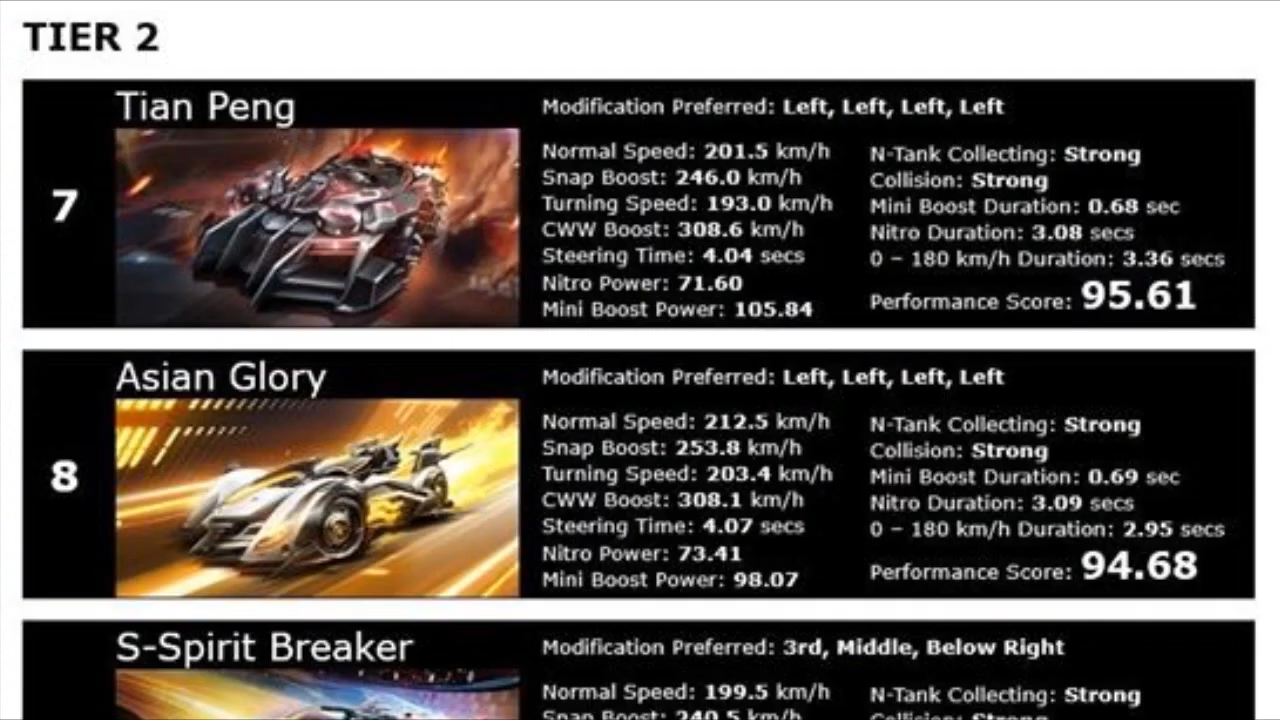 TIER 2
7
Tian Peng
Modification Preferred: Left, Left, Left, Left
Normal Speed: 201.5 km/h
Snap Boost: 246.0 km/h
Turning Speed: 193.0 km/h
CWW Boost: 308.6 km/h
Steering Time: 4.04 secs
Nitro Power: 71.60
Mini Boost Power: 105.84
N-Tank Collecting: Strong
Collision: Strong
Mini Boost Duration: 0.68 sec
Nitro Duration: 3.08 secs
0 – 180 km/h Duration: 3.36 secs
Performance Score: 95.61
8
Asian Glory
Modification Preferred: Left, Left, Left, Left
Normal Speed: 212.5 km/h
Snap Boost: 253.8 km/h
Turning Speed: 203.4 km/h
CWW Boost: 308.1 km/h
Steering Time: 4.07 secs
Nitro Power: 73.41
Mini Boost Power: 98.07
N-Tank Collecting: Strong
Collision: Strong
Mini Boost Duration: 0.69 sec
Nitro Duration: 3.09 secs
0 – 180 km/h Duration: 2.95 secs
Performance Score: 94.68
S-Spirit Breaker
Modification Preferred: 3rd, Middle, Below Right
Normal Speed: 199.5 km/h
Snap Boost: 240.5 km/h
N-Tank Collecting: Strong
Collision: Strong